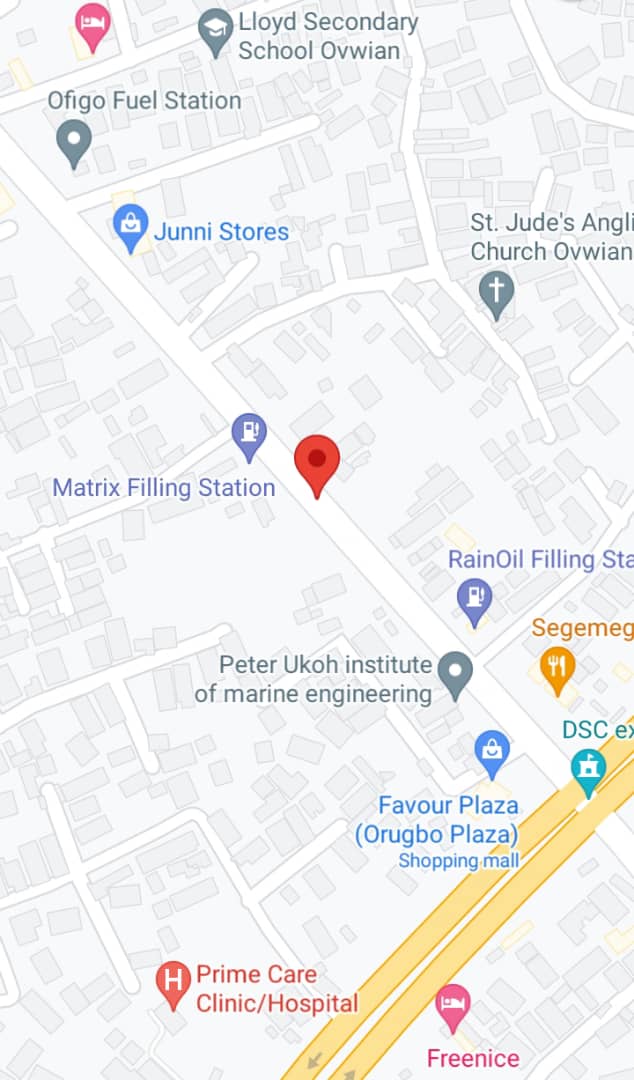 Lloyd Secondary
School Ovwian
Ofigo Fuel Station
Junni Stores
St. Jude's Angli
Church Ovwian
Matrix Filling Station
RainOil Filling Sta
Segemeg
Peter Ukoh institute
of marine engineering
DSC ex
Favour Plaza
(Orugbo Plaza)
Shopping mall
H
Prime Care
Clinic/Hospital
Freenice